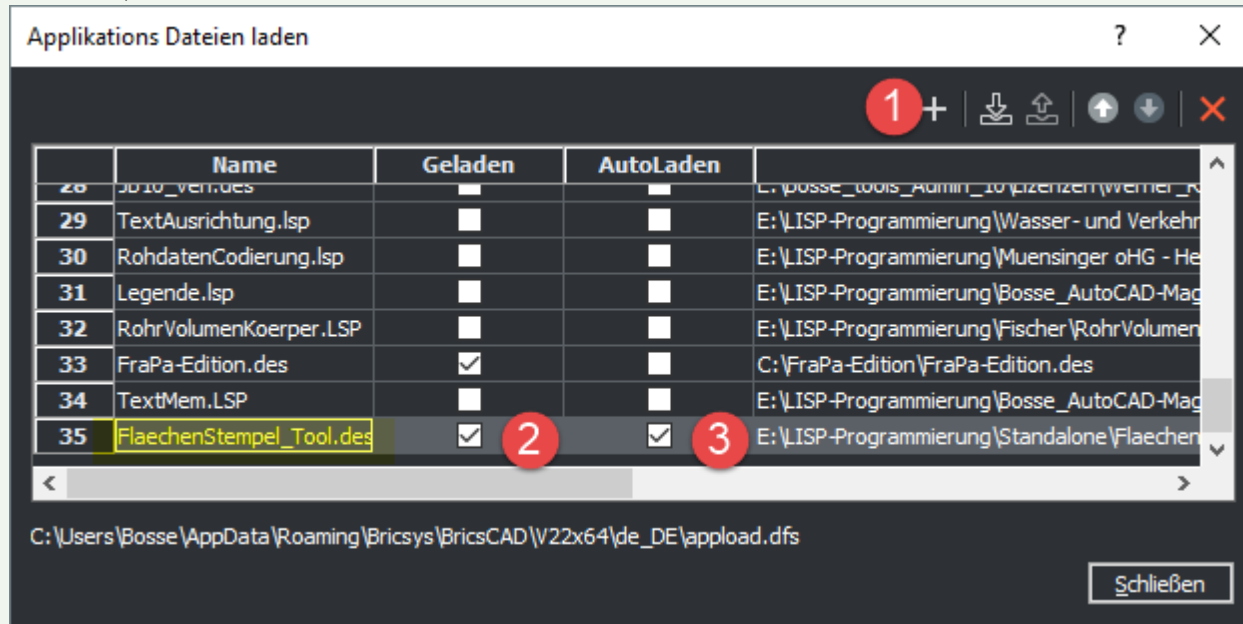 Applikations Dateien laden ? ×
1 +
Name Geladen AutoLaden
28
29 TextAusrichtung.lsp E:\LISP-Programmierung\Wasser- und Verkehr
30 RohdatenCodierung.lsp E:\LISP-Programmierung\Muensinger oHG - He
31 Legende.lsp E:\LISP-Programmierung\Bosse_AutoCAD-Mag
32 RohrVolumenKoerper.LSP E:\LISP-Programmierung\Fischer\RohrVolumen
33 FraPa-Edition.des C:\FraPa-Edition\FraPa-Edition.des
34 TextMem.LSP E:\LISP-Programmierung\Bosse_AutoCAD-Mag
35 FlaechenStempel_Tool.des 2 3 E:\LISP-Programmierung\Standalone\Flaechen
C:\Users\Bosse\AppData\Roaming\Bricsys\BricsCAD\V22x64\de_DE\appload.dfs
Schließen